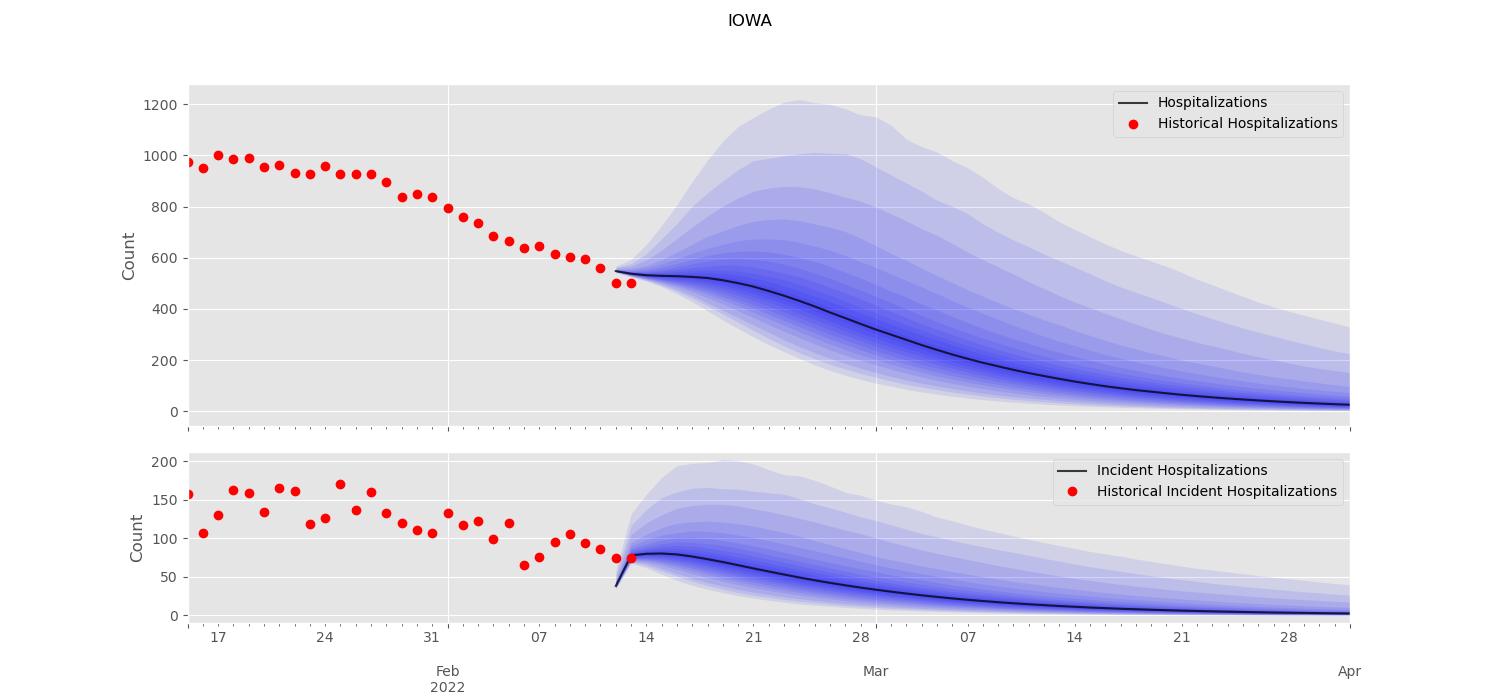 IOWA
1200
1000
800
600
400
200
0
Count
Hospitalizations
Historical Hospitalizations
200
150
100
50
0
Count
Incident Hospitalizations
Historical Incident Hospitalizations
17 24 31 07 14 21 28 07 14 21 28
Feb Mar Apr
2022